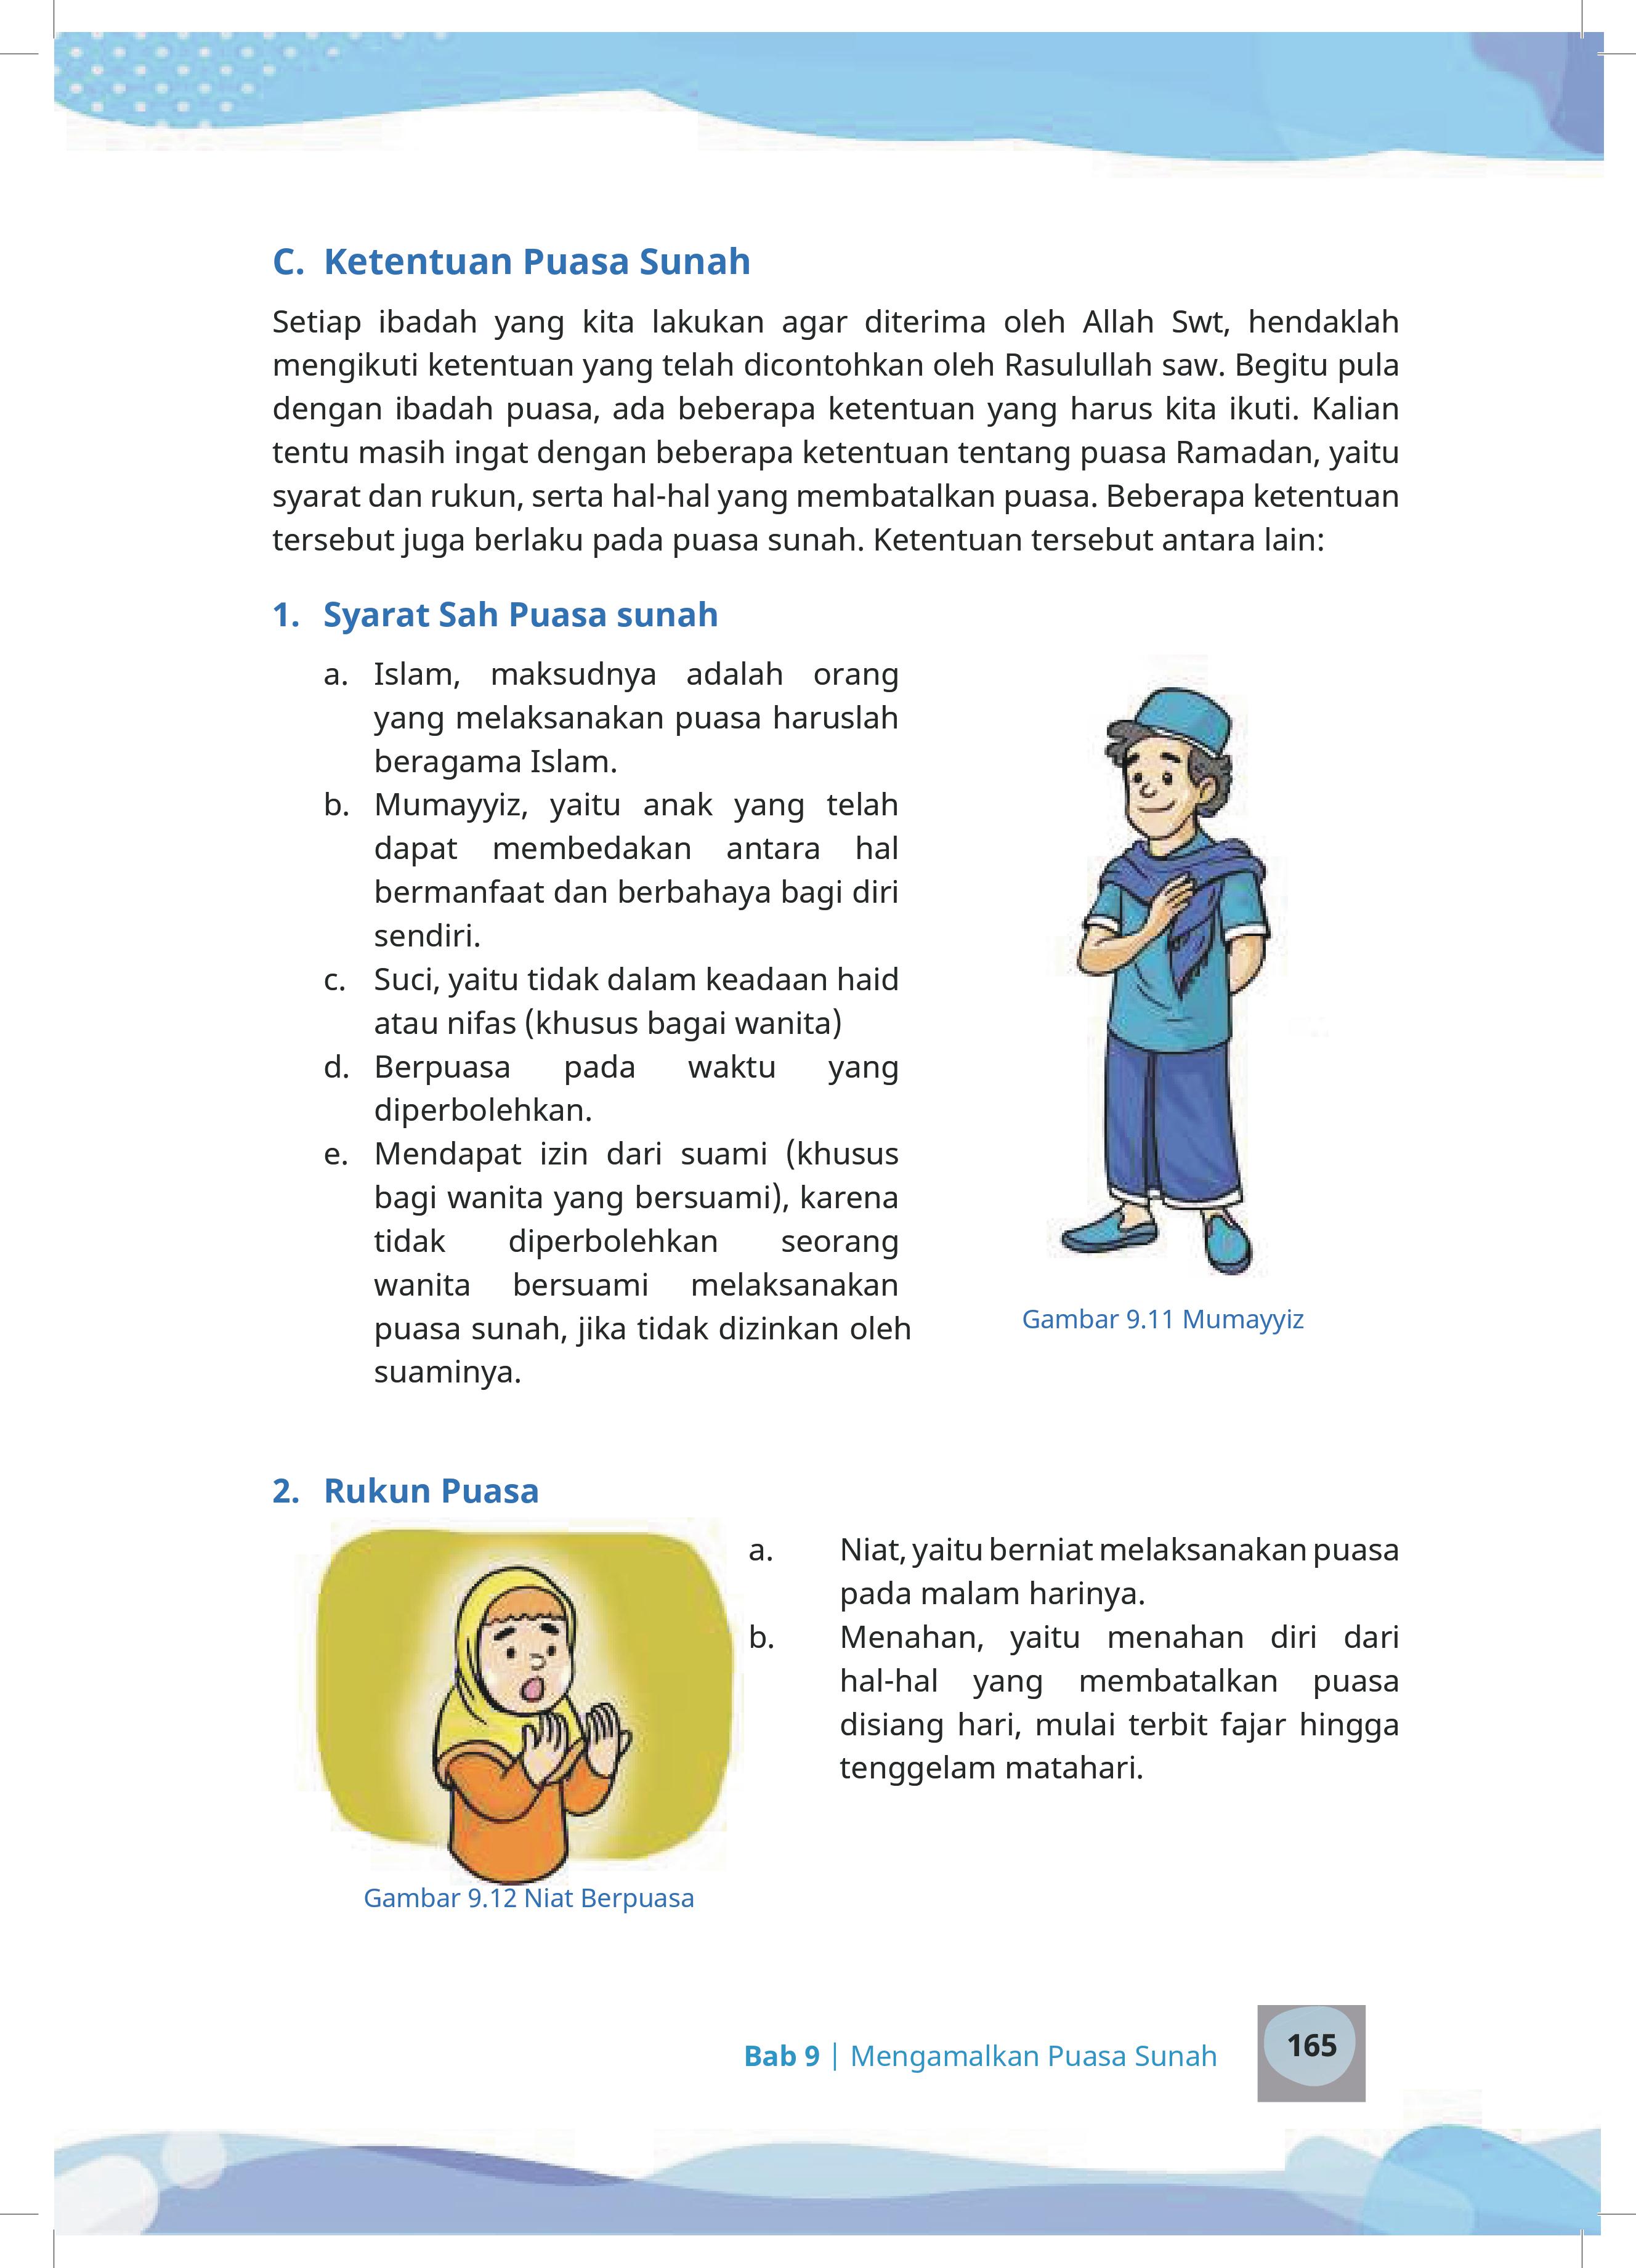 C. Ketentuan Puasa Sunah
Setiap ibadah yang kita lakukan agar diterima oleh Allah Swt, hendaklah
mengikuti ketentuan yang telah dicontohkan oleh Rasulullah saw. Begitu pula
dengan ibadah puasa, ada beberapa ketentuan yang harus kita ikuti. Kalian
tentu masih ingat dengan beberapa ketentuan tentang puasa Ramadan, yaitu
syarat dan rukun, serta hal-hal yang membatalkan puasa. Beberapa ketentuan
tersebut juga berlaku pada puasa sunah. Ketentuan tersebut antara lain:
1. Syarat Sah Puasa sunah
a. Islam, maksudnya adalah orang
yang melaksanakan puasa haruslah
beragama Islam.
b. Mumayyiz, yaitu anak yang telah
dapat membedakan antara hal
bermanfaat dan berbahaya bagi diri
sendiri.
c. Suci, yaitu tidak dalam keadaan haid
atau nifas (khusus bagai wanita)
d. Berpuasa pada waktu yang
diperbolehkan.
e. Mendapat izin dari suami (khusus
bagi wanita yang bersuami), karena
tidak diperbolehkan seorang
wanita bersuami melaksanakan
puasa sunah, jika tidak dizinkan oleh
suaminya.
Gambar 9.11 Mumayyiz
2. Rukun Puasa
a. Niat, yaitu berniat melaksanakan puasa
pada malam harinya.
b. Menahan, yaitu menahan diri dari
hal-hal yang membatalkan puasa
disiang hari, mulai terbit fajar hingga
tenggelam matahari.
Gambar 9.12 Niat Berpuasa
Bab 9 | Mengamalkan Puasa Sunah 165